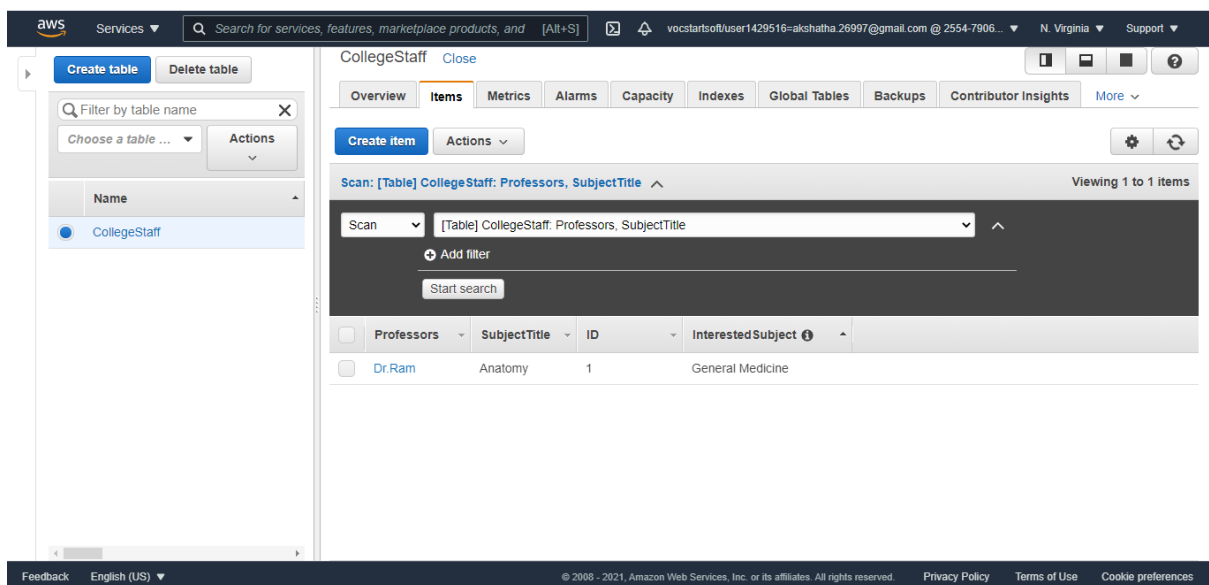 aws Services ▼ Search for services, features, marketplace products, and [Alt+S] vocstartsoft/user1429516=akshatha.26997@gmail.com @ 2554-7906... ▼ N. Virginia ▼ Support ▼
Create table Delete table
Filter by table name
Choose a table ... Actions
Name
CollegeStaff
CollegeStaff Close
Overview Items Metrics Alarms Capacity Indexes Global Tables Backups Contributor Insights More
Create item Actions
Scan: [Table] CollegeStaff: Professors, SubjectTitle Viewing 1 to 1 items
Scan [Table] CollegeStaff: Professors, SubjectTitle
Add filter
Start search
Professors SubjectTitle ID InterestedSubject
Dr.Ram Anatomy 1 General Medicine
Feedback English (US) ▼ © 2008 - 2021, Amazon Web Services, Inc. or its affiliates. All rights reserved. Privacy Policy Terms of Use Cookie preferences